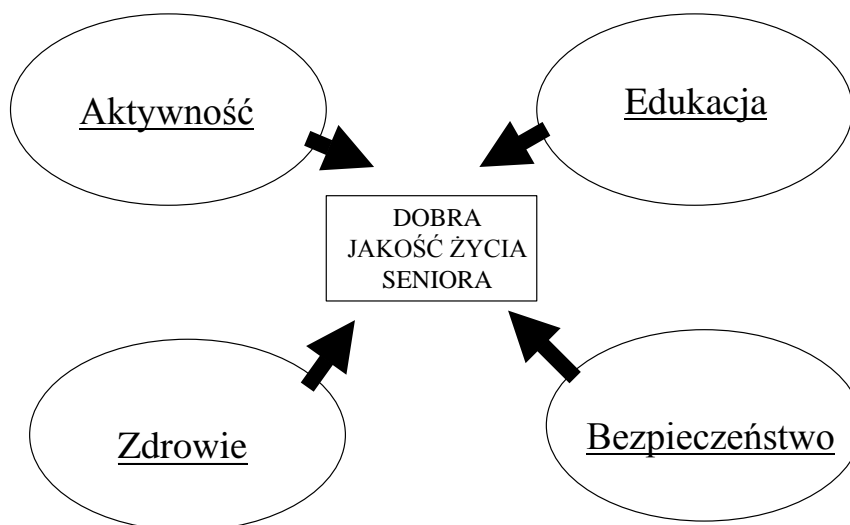 Aktywność
Edukacja
DOBRA
JAKOŚĆ ŻYCIA
SENIORA
Zdrowie
Bezpieczeństwo